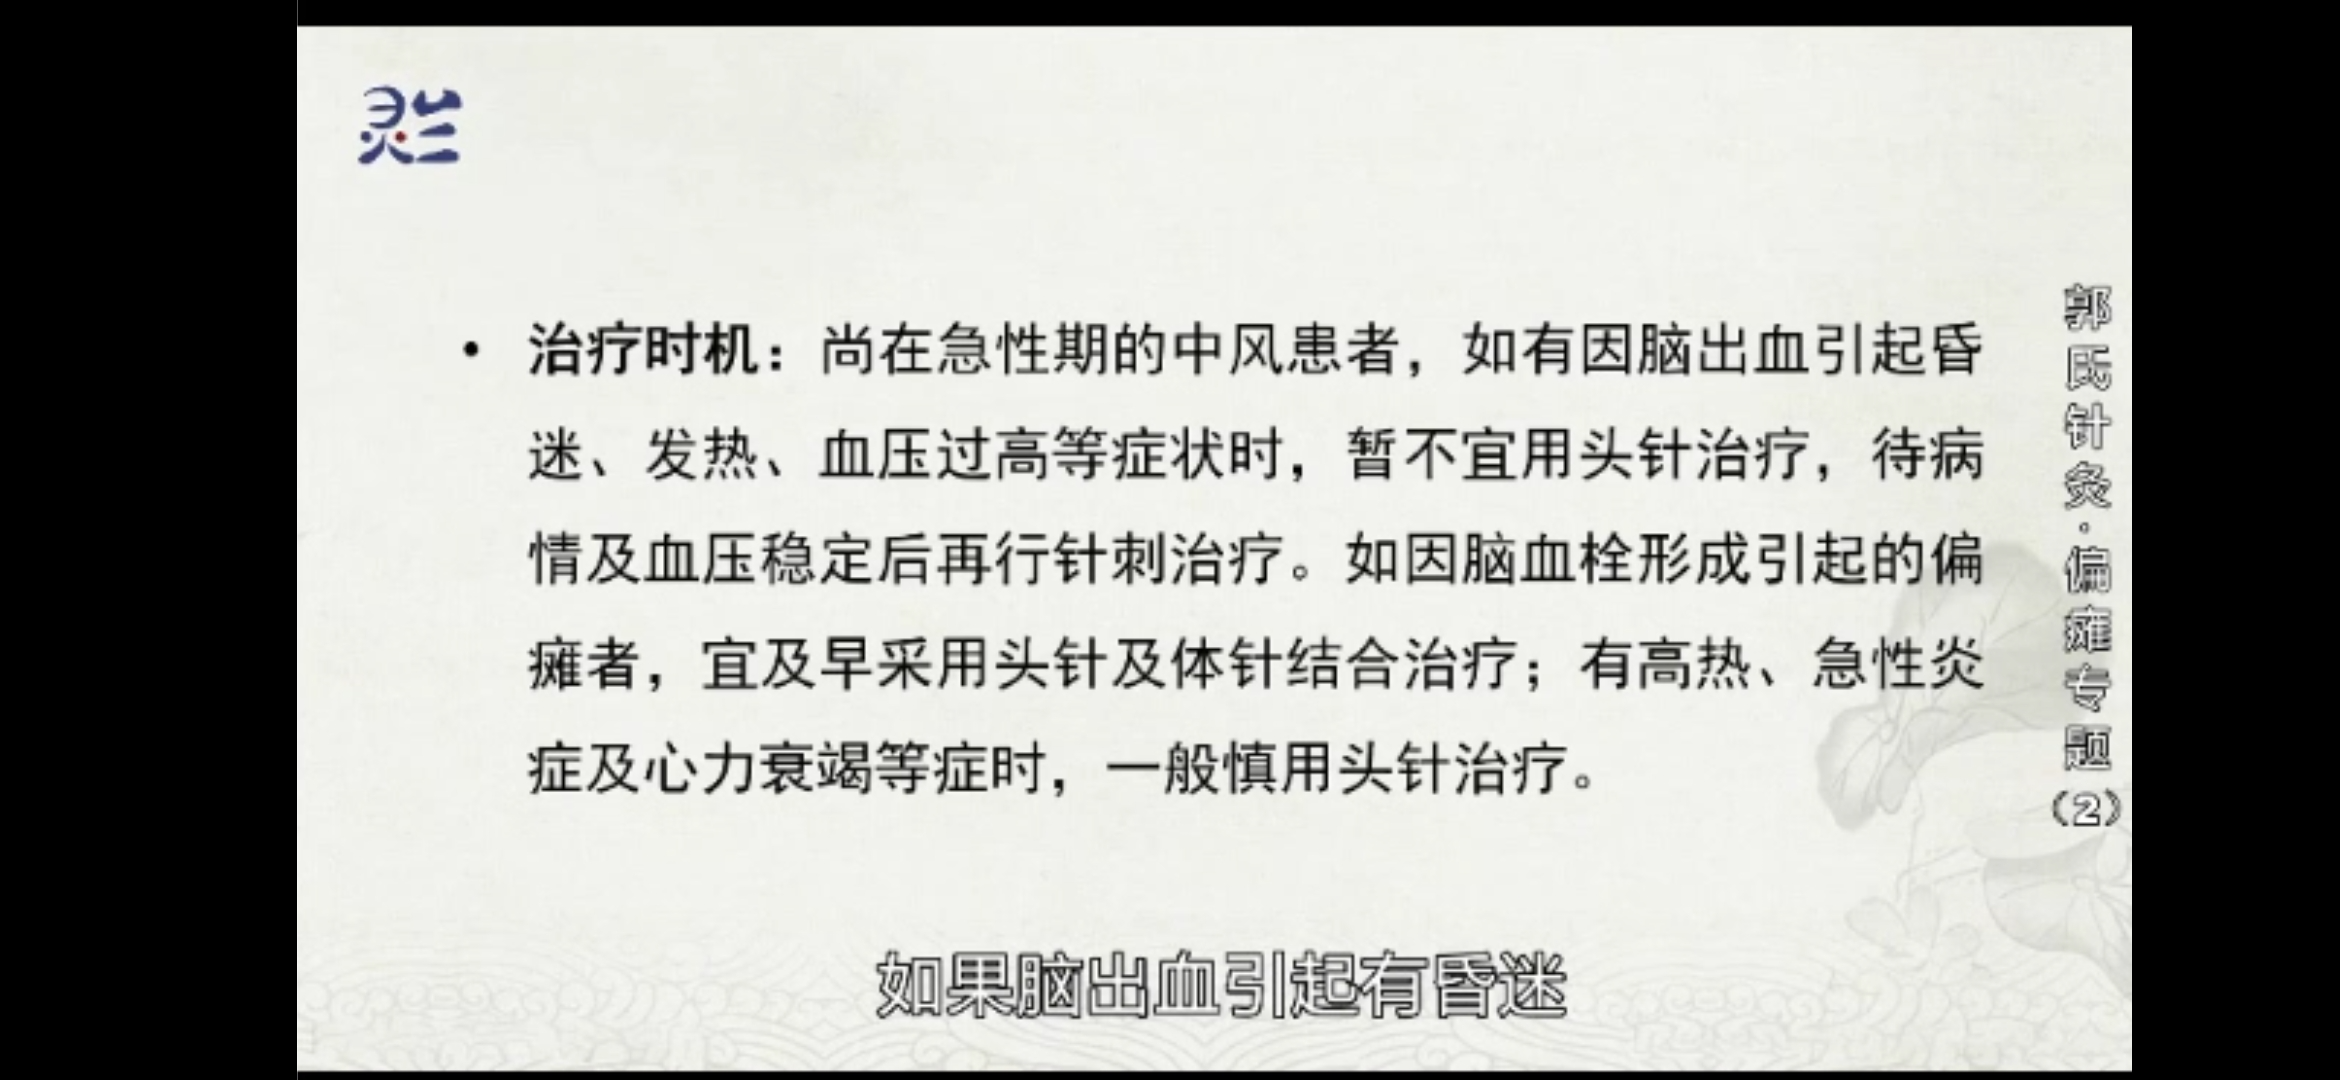 灵兰
• 治疗时机：尚在急性期的中风患者，如有因脑出血引起昏
迷、发热、血压过高等症状时，暂不宜用头针治疗，待病
情及血压稳定后再行针刺治疗。如因脑血栓形成引起的偏
瘫者，宜及早采用头针及体针结合治疗；有高热、急性炎
症及心力衰竭等症时，一般慎用头针治疗。
郭氏针灸·偏瘫专题（2）
如果脑出血引起有昏迷